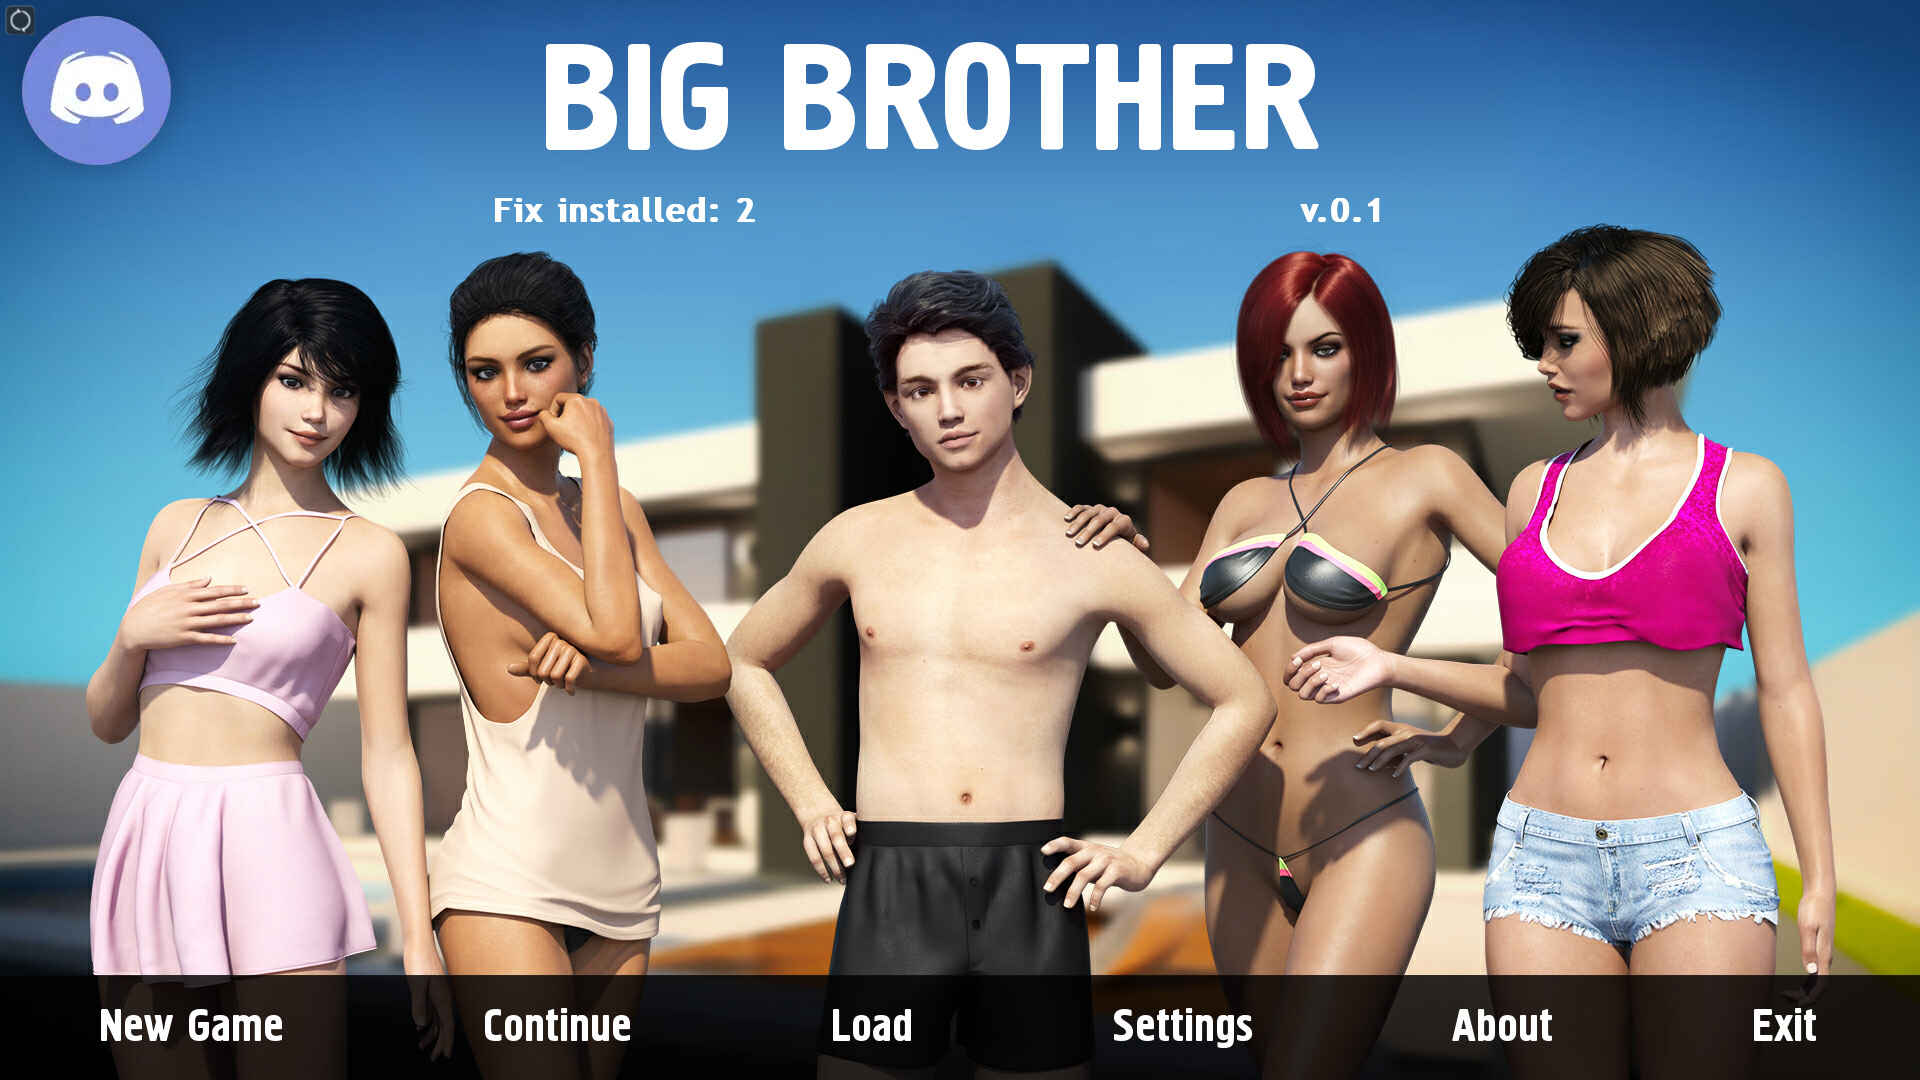 BIG BROTHER
Fix installed: 2
v.0.1
New Game
Continue
Load
Settings
About
Exit